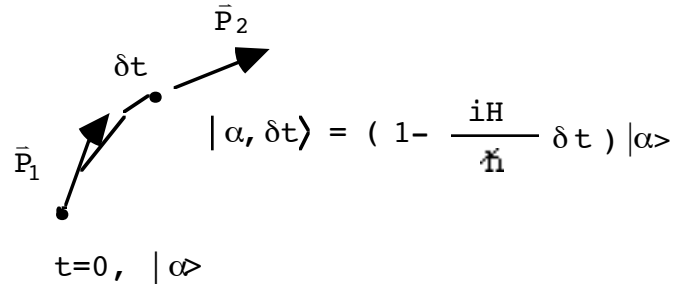 P⃗₂
δt
|α, δt⟩ = ( 1- iH/ħ δt ) |α>
P⃗₁
t=0, |α>